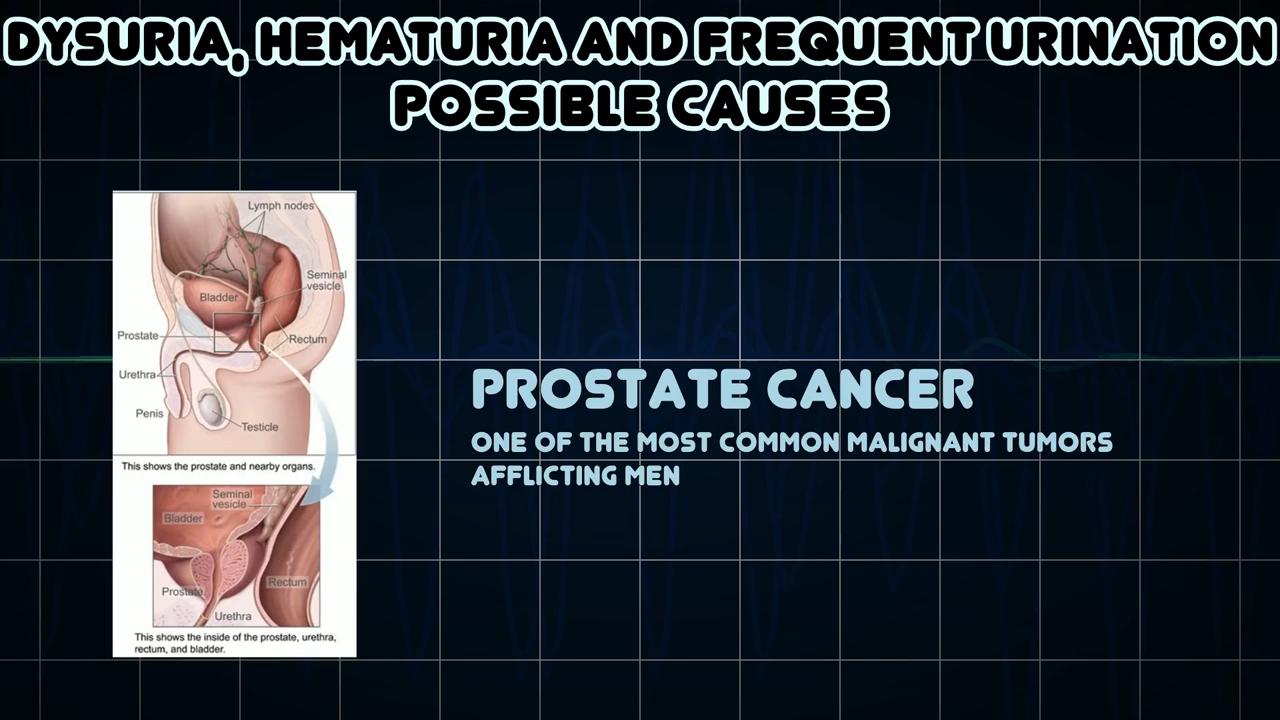 DYSURIA, HEMATURIA AND FREQUENT URINATION
POSSIBLE CAUSES
Lymph nodes
Seminal
vesicle
Bladder
Prostate
Rectum
Urethra
Penis
Testicle
This shows the prostate and nearby organs.
Seminal
vesicle
Bladder
Rectum
Prostate
Urethra
This shows the inside of the prostate, urethra,
rectum, and bladder.
PROSTATE CANCER
ONE OF THE MOST COMMON MALIGNANT TUMORS
AFFLICTING MEN